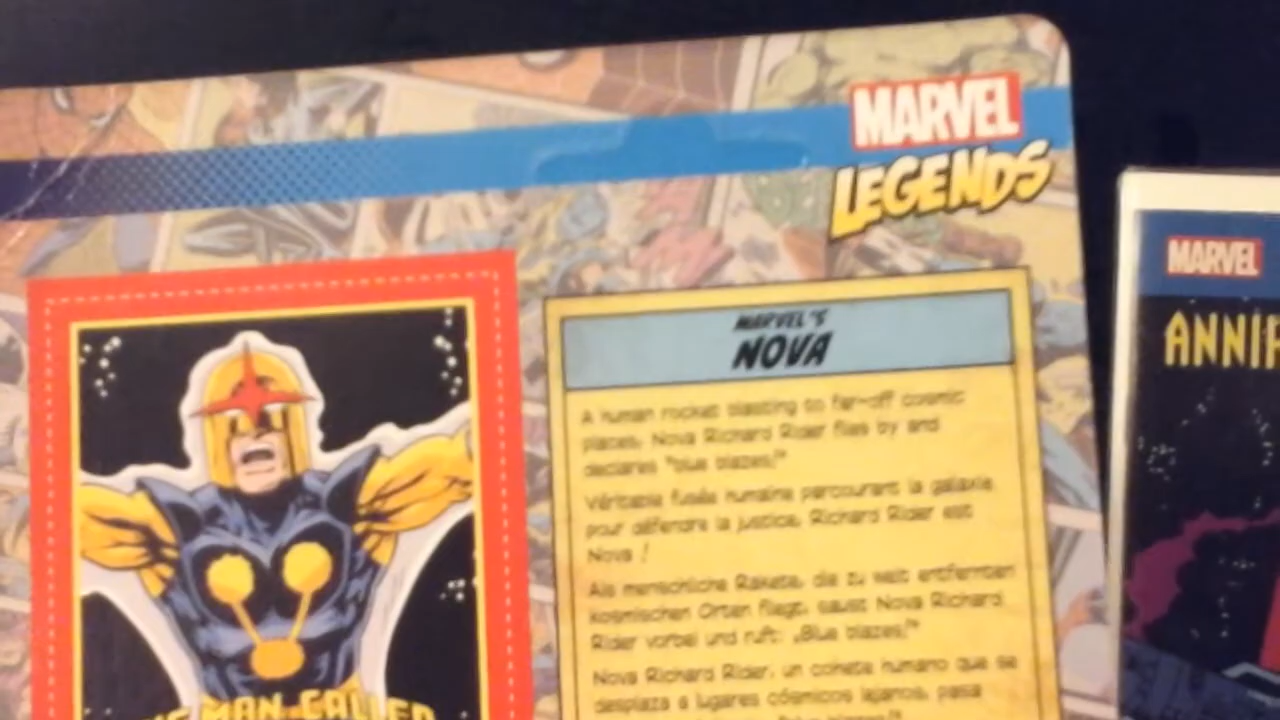 MARVEL
LEGENDS
MARVEL'S
NOVA
A human rocket blasting to far-off cosmic
places, Nova Richard Rider flies by and
declares "blue blazes!"
Véritable fusée humaine parcourant la galaxie
pour défendre la justice, Richard Rider est
Nova !
Als menschliche Rakete, die zu weit entfernten
kosmischen Orten fliegt, saust Nova Richard
Rider vorbei und ruft: „Blue blazes!"
Nova Richard Rider, un cohete humano que se
desplaza a lugares cósmicos lejanos, pasa
MAN CALLED
MARVEL
ANNIH